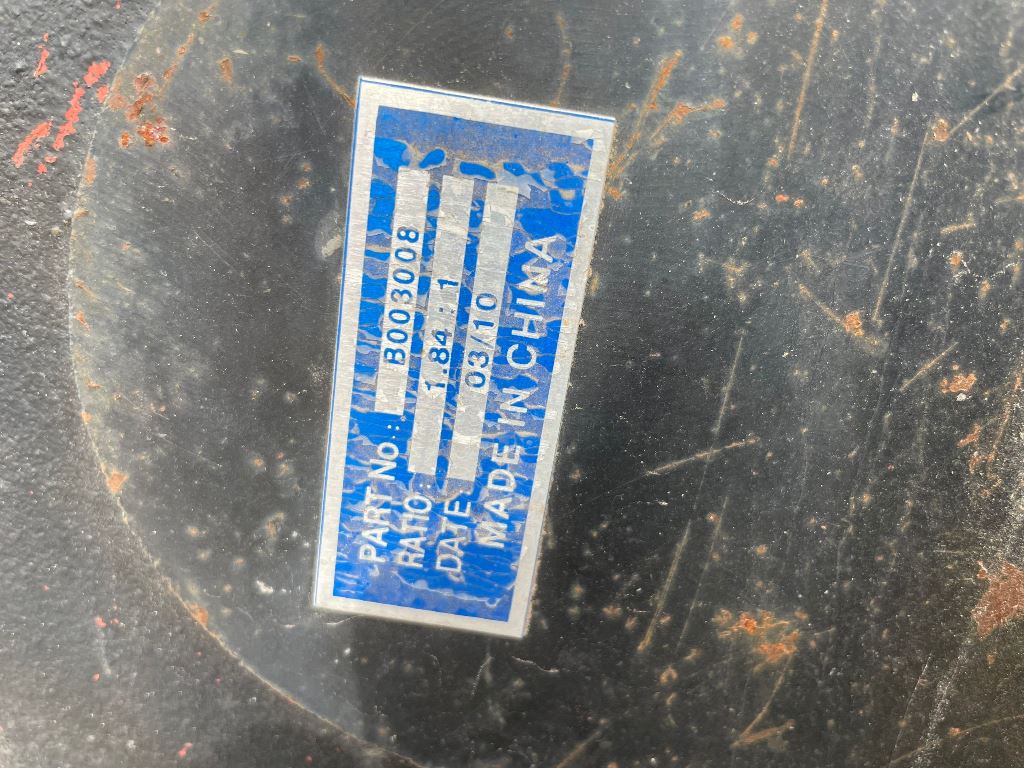 PART NO.: B003008
RATIO: 1.84 : 1
DATE: 03/10
MADE IN CHINA